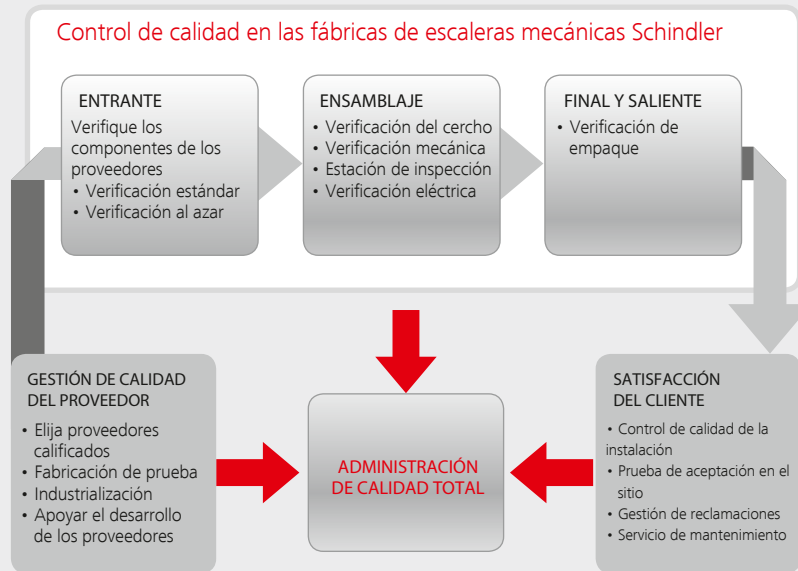 Control de calidad en las fábricas de escaleras mecánicas Schindler
ENTRANTE
Verifique los
componentes de los
proveedores
• Verificación estándar
• Verificación al azar
ENSAMBLAJE
• Verificación del cercho
• Verificación mecánica
• Estación de inspección
• Verificación eléctrica
FINAL Y SALIENTE
• Verificación de
empaque
GESTIÓN DE CALIDAD
DEL PROVEEDOR
• Elija proveedores
calificados
• Fabricación de prueba
• Industrialización
• Apoyar el desarrollo
de los proveedores
ADMINISTRACIÓN
DE CALIDAD TOTAL
SATISFACCIÓN
DEL CLIENTE
• Control de calidad de la
instalación
• Prueba de aceptación en el
sitio
• Gestión de reclamaciones
• Servicio de mantenimiento